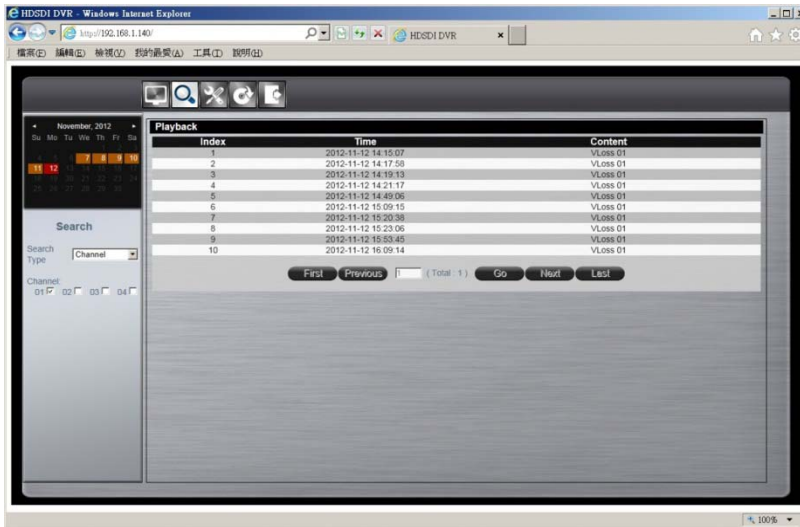 HDSDI DVR - Windows Internet Explorer
http://192.168.1.140/
HDSDI DVR
檔案(F) 編輯(E) 檢視(V) 我的最愛(A) 工具(T) 說明(H)
November, 2012
Su Mo Tu We Th Fr Sa
7 8 9 10
11 12
Search
Search Type Channel
Channel:
01 02 03 04
Playback
Index Time Content
1 2012-11-12 14:15:07 VLoss 01
2 2012-11-12 14:17:58 VLoss 01
3 2012-11-12 14:19:13 VLoss 01
4 2012-11-12 14:21:17 VLoss 01
5 2012-11-12 14:49:06 VLoss 01
6 2012-11-12 15:09:15 VLoss 01
7 2012-11-12 15:20:38 VLoss 01
8 2012-11-12 15:23:06 VLoss 01
9 2012-11-12 15:53:45 VLoss 01
10 2012-11-12 16:09:14 VLoss 01
First Previous 1 ( Total : 1 ) Go Next Last
100%